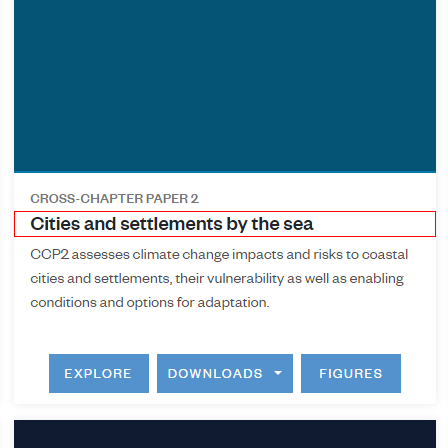 CROSS-CHAPTER PAPER 2
Cities and settlements by the sea
CCP2 assesses climate change impacts and risks to coastal
cities and settlements, their vulnerability as well as enabling
conditions and options for adaptation.
EXPLORE DOWNLOADS FIGURES